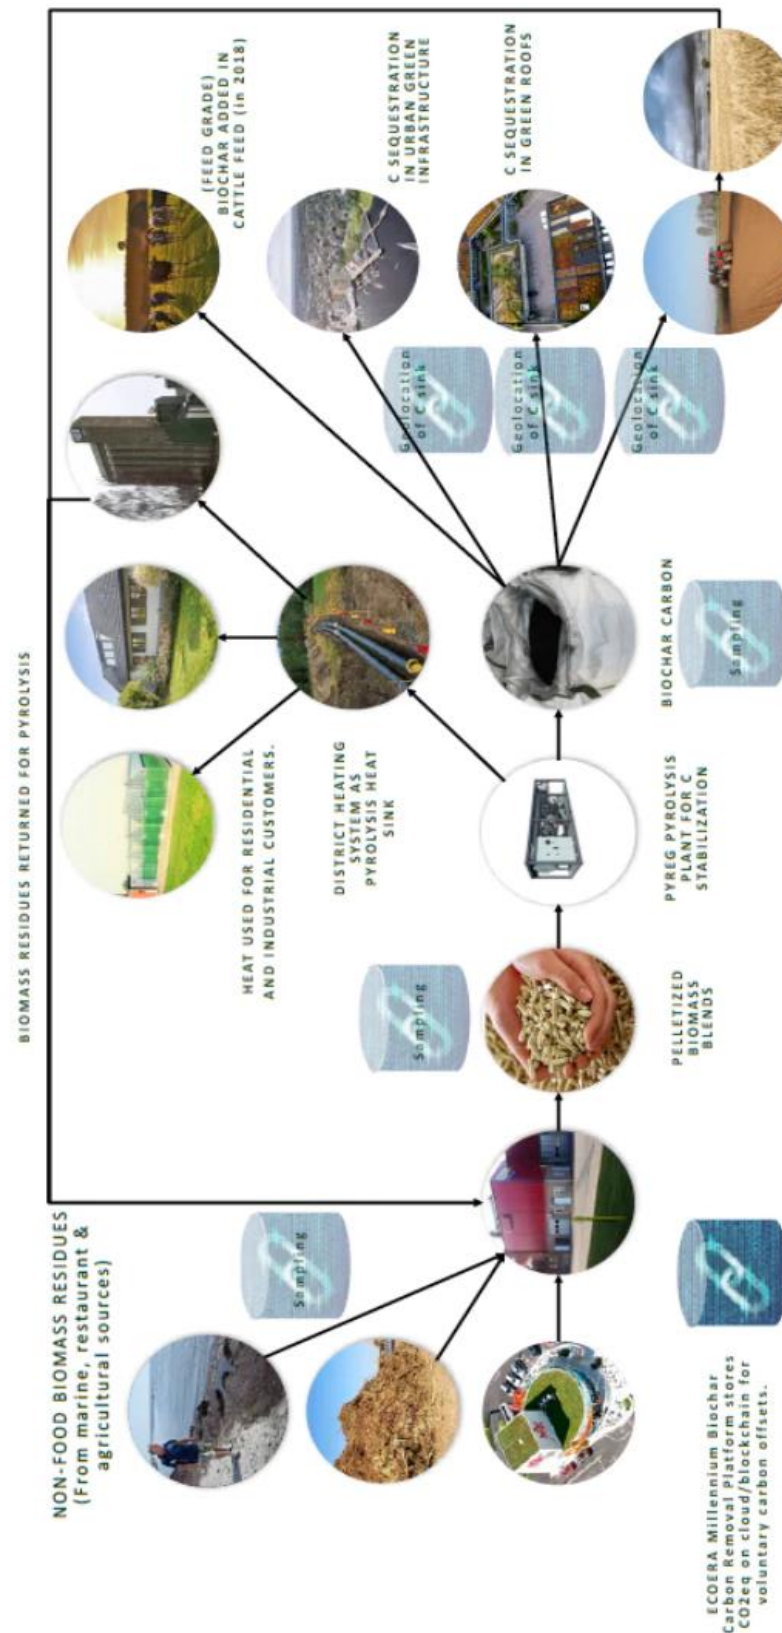 BIOMASS RESIDUES RETURNED FOR PYROLYSIS
NON-FOOD BIOMASS RESIDUES
(From marine, restaurant &
agricultural sources)
Sampling
Sampling
HEAT USED FOR RESIDENTIAL
AND INDUSTRIAL CUSTOMERS.
DISTRICT HEATING
SYSTEM AS
PYROLYSIS HEAT
SINK
(FEED GRADE)
BIOCHAR ADDED IN
CATTLE FEED (in 2018)
C SEQUESTRATION
IN URBAN GREEN
INFRASTRUCTURE
C SEQUESTRATION
IN GREEN ROOFS
Geolocation
of C sink
Geolocation
of C sink
Geolocation
of C sink
PELLETIZED
BIOMASS
BLENDS
PYREG PYROLYSIS
PLANT FOR C
STABILIZATION
BIOCHAR CARBON
Sampling
ECOERA Millennium Biochar
Carbon Removal Platform stores
CO2eq on cloud/blockchain for
voluntary carbon offsets.